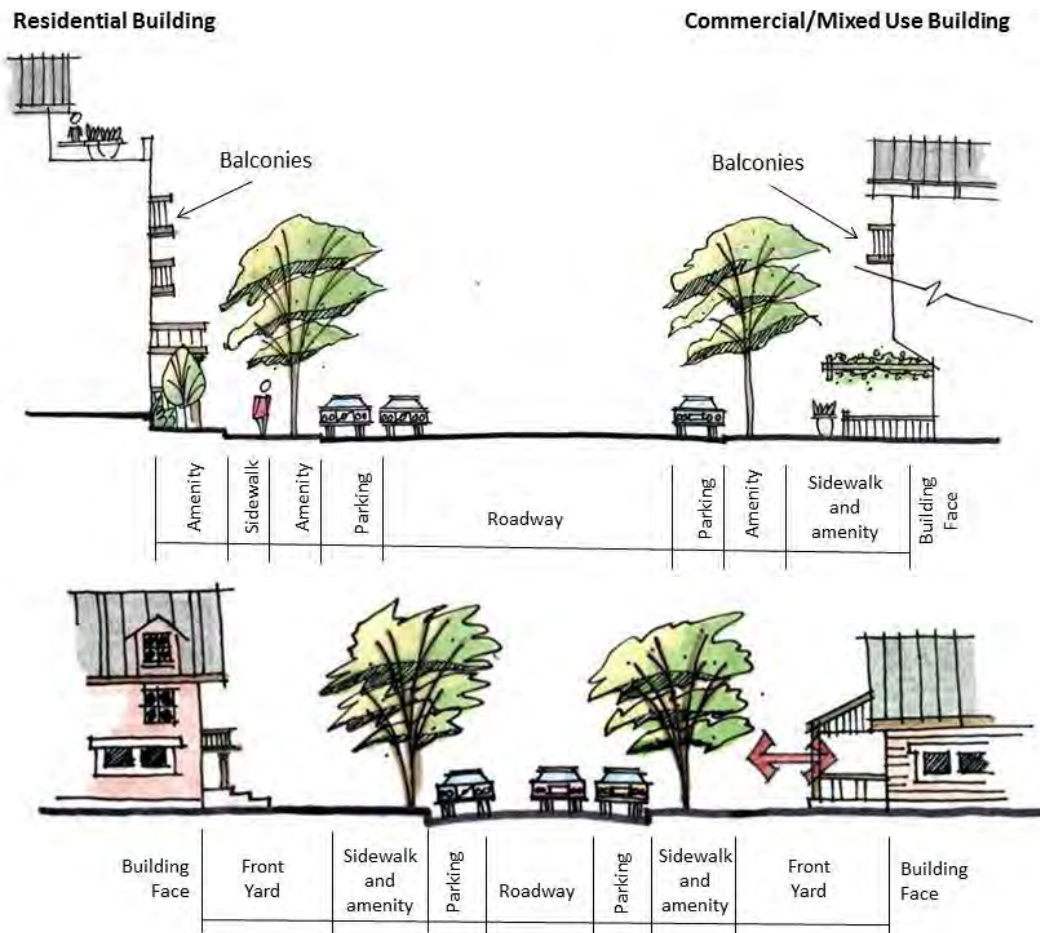 Residential Building
Commercial/Mixed Use Building
Balconies
Balconies
Amenity
Sidewalk
Amenity
Parking
Roadway
Parking
Amenity
Sidewalk
and
amenity
Building
Face
Building
Face
Front
Yard
Sidewalk
and
amenity
Parking
Roadway
Parking
Sidewalk
and
amenity
Front
Yard
Building
Face